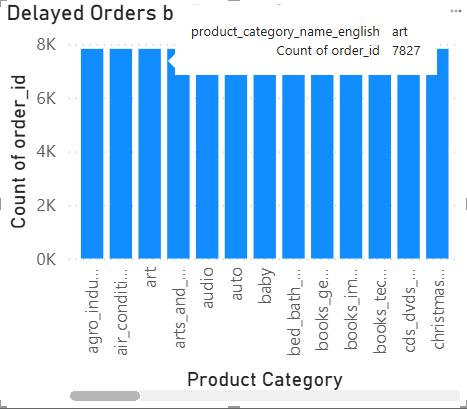 Delayed Orders b
product_category_name_english art
Count of order_id 7827
8K
6K
4K
2K
0K
Count of order_id
agro_indu...
air_conditi...
art
arts_and_...
audio
auto
baby
bed_bath_...
books_ge...
books_im...
books_tec...
cds_dvds_...
christmas...
Product Category